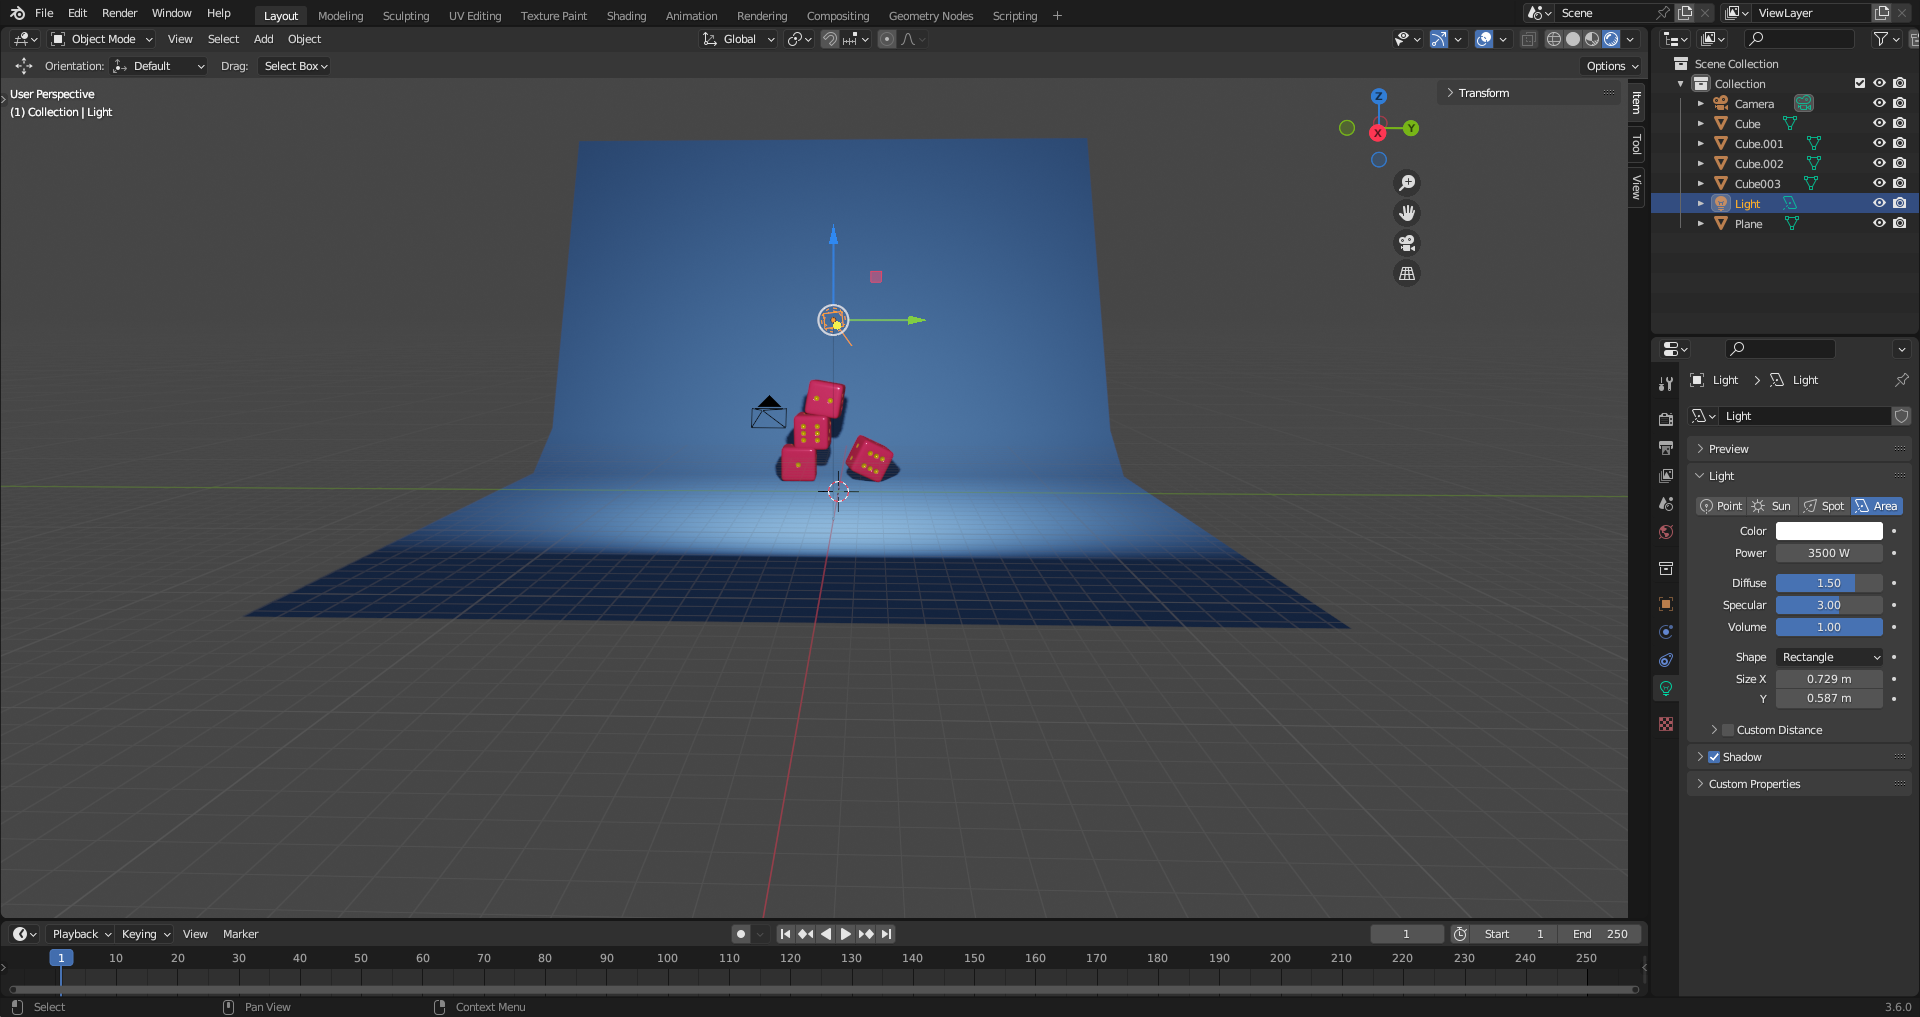 File Edit Render Window Help Layout Modeling Sculpting UV Editing Texture Paint Shading Animation Rendering Compositing Geometry Nodes Scripting + Scene ViewLayer
Object Mode View Select Add Object Global
Orientation: Default Drag: Select Box Options
User Perspective
(1) Collection | Light
Transform
Item
Tool
View
Z
Y
X
Scene Collection
Collection
Camera
Cube
Cube.001
Cube.002
Cube003
Light
Plane
Light > Light
Light
Preview
Light
Point Sun Spot Area
Color
Power 3500 W
Diffuse 1.50
Specular 3.00
Volume 1.00
Shape Rectangle
Size X 0.729 m
Y 0.587 m
Custom Distance
Shadow
Custom Properties
Playback Keying View Marker 1 Start 1 End 250
1 10 20 30 40 50 60 70 80 90 100 110 120 130 140 150 160 170 180 190 200 210 220 230 240 250
Select Pan View Context Menu 3.6.0